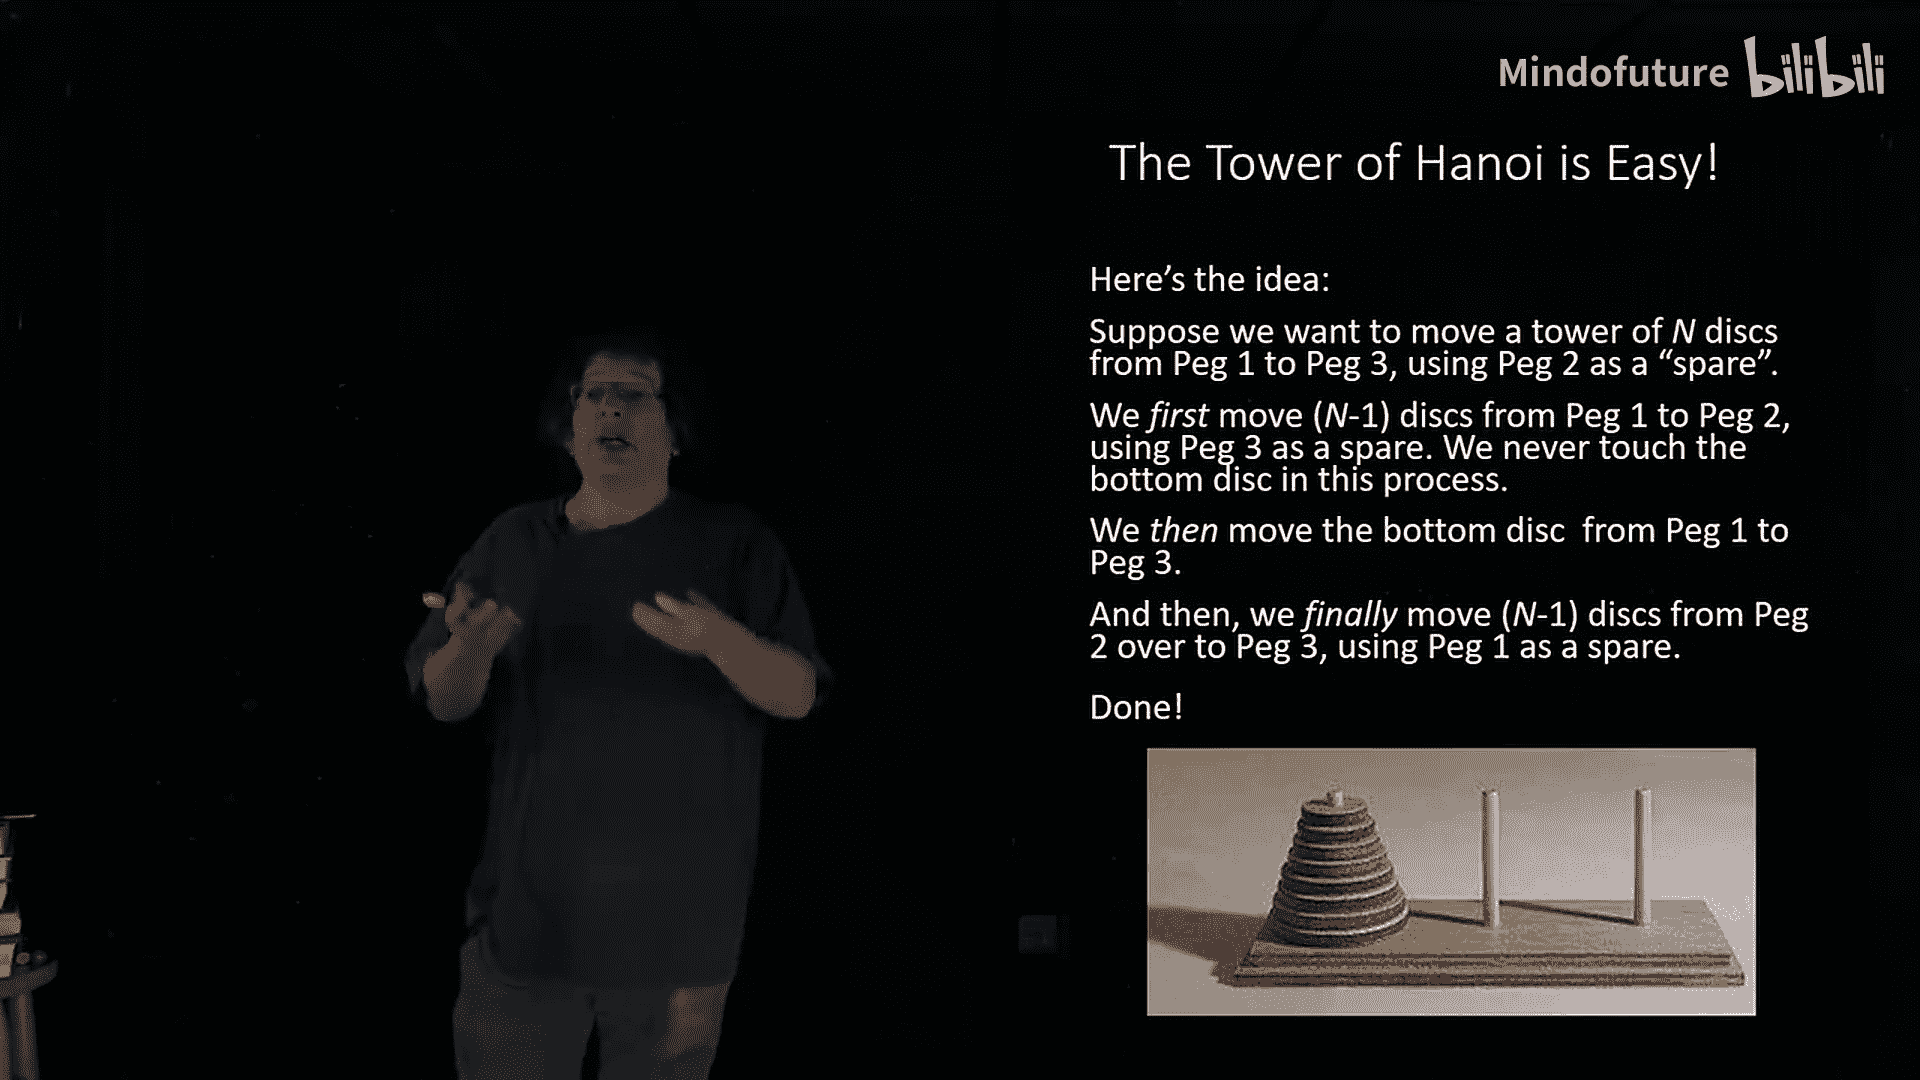 Mindofuture bilibili
The Tower of Hanoi is Easy!
Here’s the idea:
Suppose we want to move a tower of N discs
from Peg 1 to Peg 3, using Peg 2 as a “spare”.
We first move (N-1) discs from Peg 1 to Peg 2,
using Peg 3 as a spare. We never touch the
bottom disc in this process.
We then move the bottom disc  from Peg 1 to
Peg 3.
And then, we finally move (N-1) discs from Peg
2 over to Peg 3, using Peg 1 as a spare.
Done!